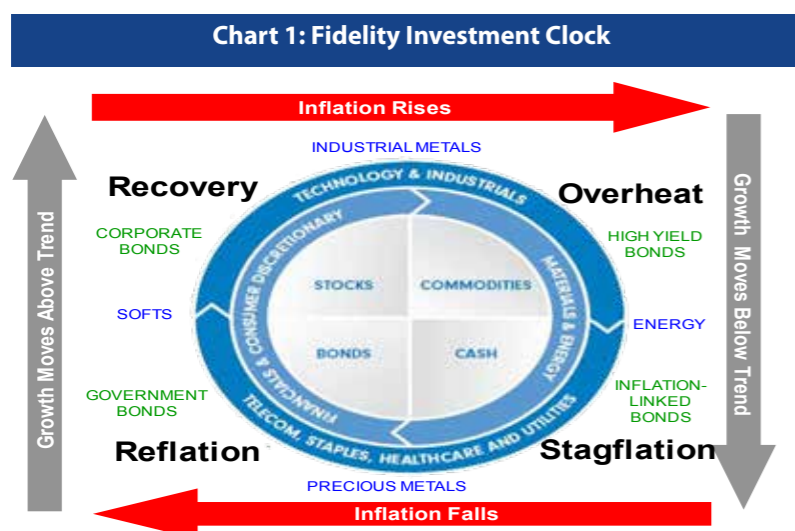 Chart 1: Fidelity Investment Clock
Inflation Rises
INDUSTRIAL METALS
Recovery
TECHNOLOGY & INDUSTRIALS
Overheat
CORPORATE
BONDS
HIGH YIELD
BONDS
Growth Moves Above Trend
Growth Moves Below Trend
FINANCIALS & CONSUMER DISCRETIONARY
STOCKS
COMMODITIES
MATERIALS & ENERGY
SOFTS
ENERGY
BONDS
CASH
GOVERNMENT
BONDS
INFLATION-
LINKED
BONDS
Reflation
TELECOM, STAPLES, HEALTHCARE AND UTILITIES
Stagflation
PRECIOUS METALS
Inflation Falls